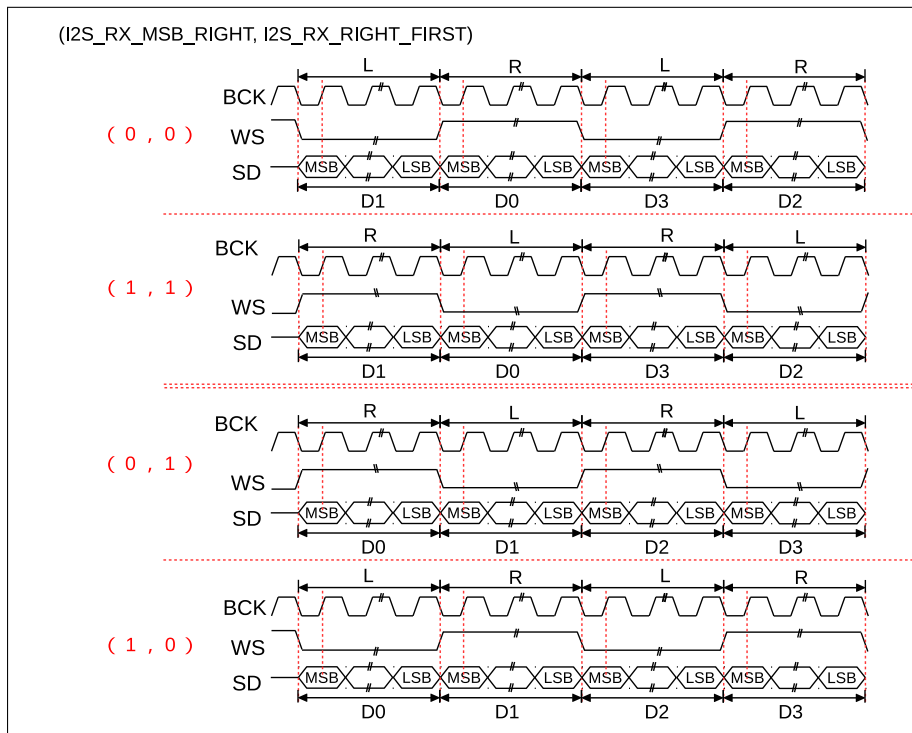 (I2S_RX_MSB_RIGHT, I2S_RX_RIGHT_FIRST)
L R L R
BCK
( 0 , 0 )
WS
SD MSB LSB MSB LSB MSB LSB MSB LSB
D1 D0 D3 D2
R L R L
BCK
( 1 , 1 )
WS
SD MSB LSB MSB LSB MSB LSB MSB LSB
D1 D0 D3 D2
R L R L
BCK
( 0 , 1 )
WS
SD MSB LSB MSB LSB MSB LSB MSB LSB
D0 D1 D2 D3
L R L R
BCK
( 1 , 0 )
WS
SD MSB LSB MSB LSB MSB LSB MSB LSB
D0 D1 D2 D3